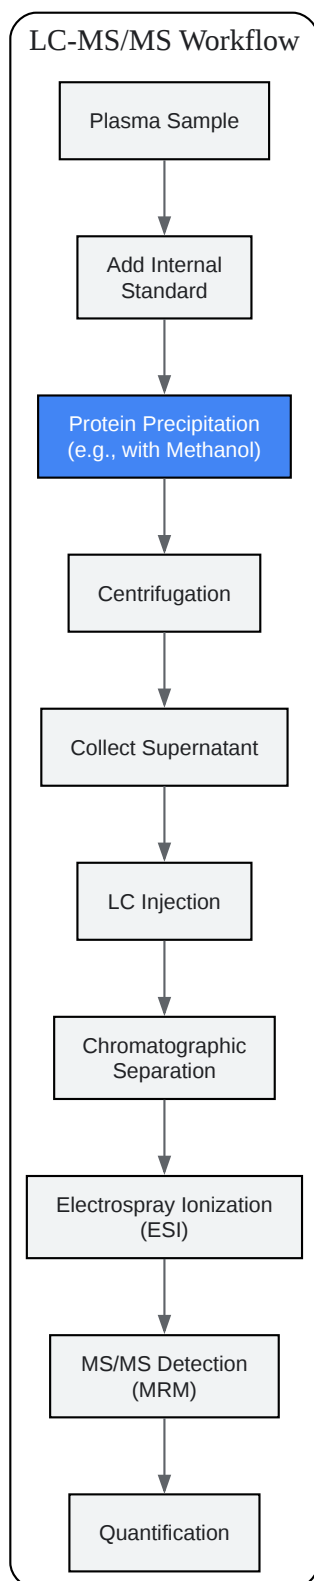 LC-MS/MS Workflow
Plasma Sample
Add Internal
Standard
Protein Precipitation
(e.g., with Methanol)
Centrifugation
Collect Supernatant
LC Injection
Chromatographic
Separation
Electrospray Ionization
(ESI)
MS/MS Detection
(MRM)
Quantification